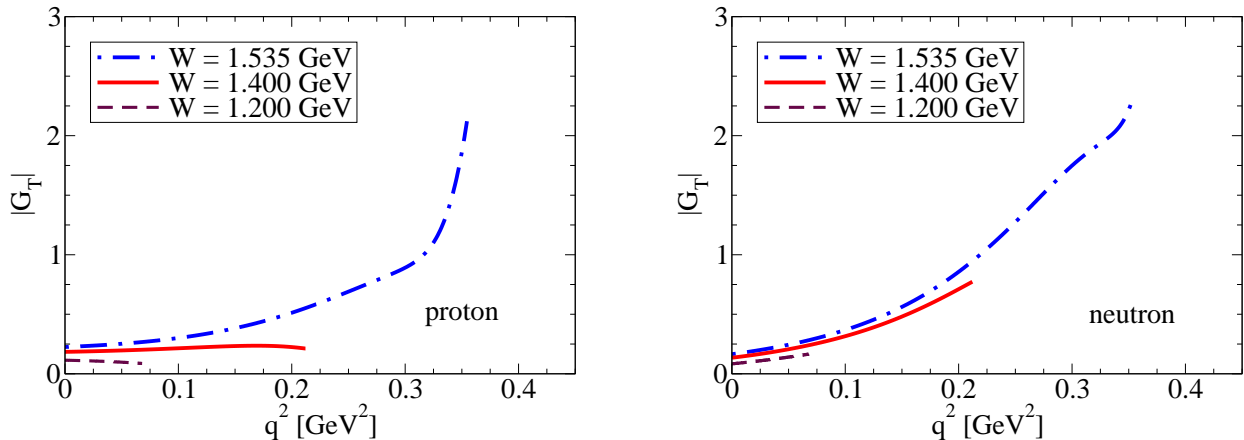 3
2
1
0
|G_T|
W = 1.535 GeV
W = 1.400 GeV
W = 1.200 GeV
proton
0 0.1 0.2 0.3 0.4
q^2 [GeV^2]
3
2
1
0
|G_T|
W = 1.535 GeV
W = 1.400 GeV
W = 1.200 GeV
neutron
0 0.1 0.2 0.3 0.4
q^2 [GeV^2]